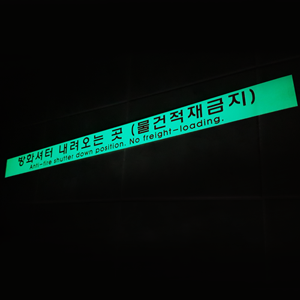 방화셔터 내려오는 곳 (물건적재금지)
Anti-fire shutter down position. No freight-loading.